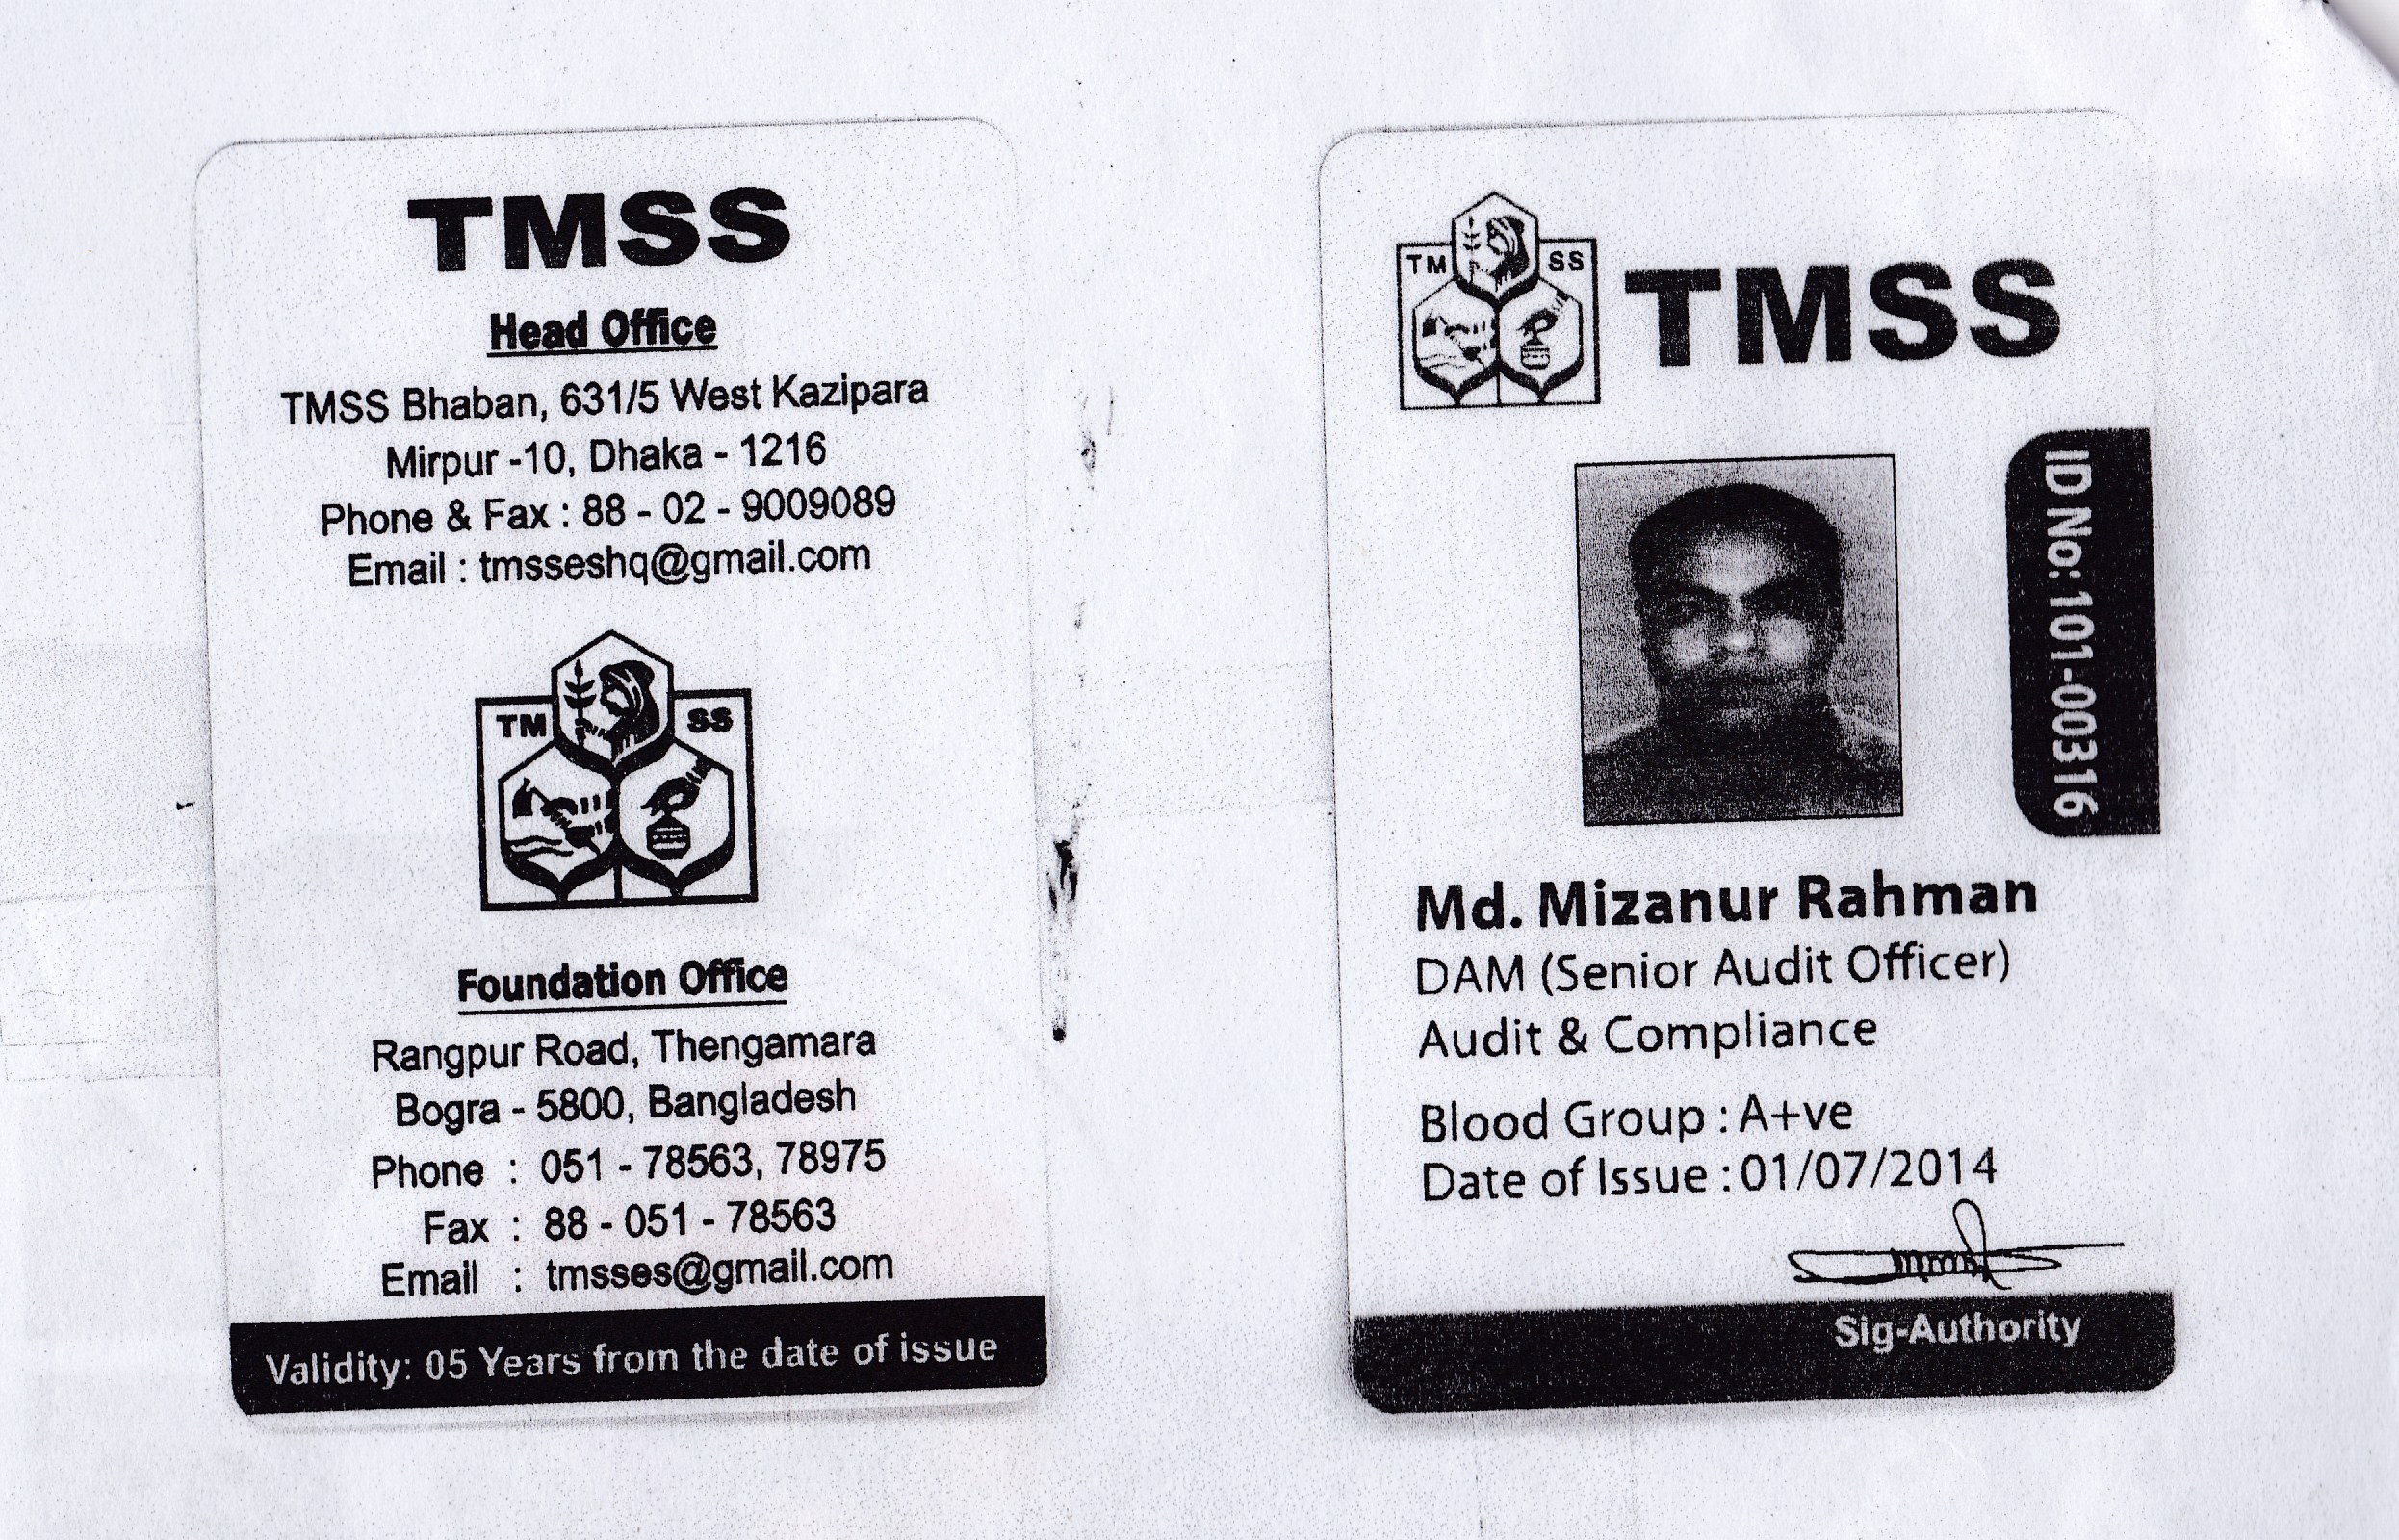 TMSS
Head Office
TMSS Bhaban, 631/5 West Kazipara
Mirpur -10, Dhaka - 1216
Phone & Fax : 88 - 02 - 9009089
Email : tmsseshq@gmail.com
TM SS
Foundation Office
Rangpur Road, Thengamara
Bogra - 5800, Bangladesh
Phone : 051 - 78563, 78975
Fax : 88 - 051 - 78563
Email : tmsses@gmail.com
Validity: 05 Years from the date of issue
TM SS
TMSS
ID No: 101-00316
Md. Mizanur Rahman
DAM (Senior Audit Officer)
Audit & Compliance
Blood Group : A+ve
Date of Issue : 01/07/2014
Sig-Authority